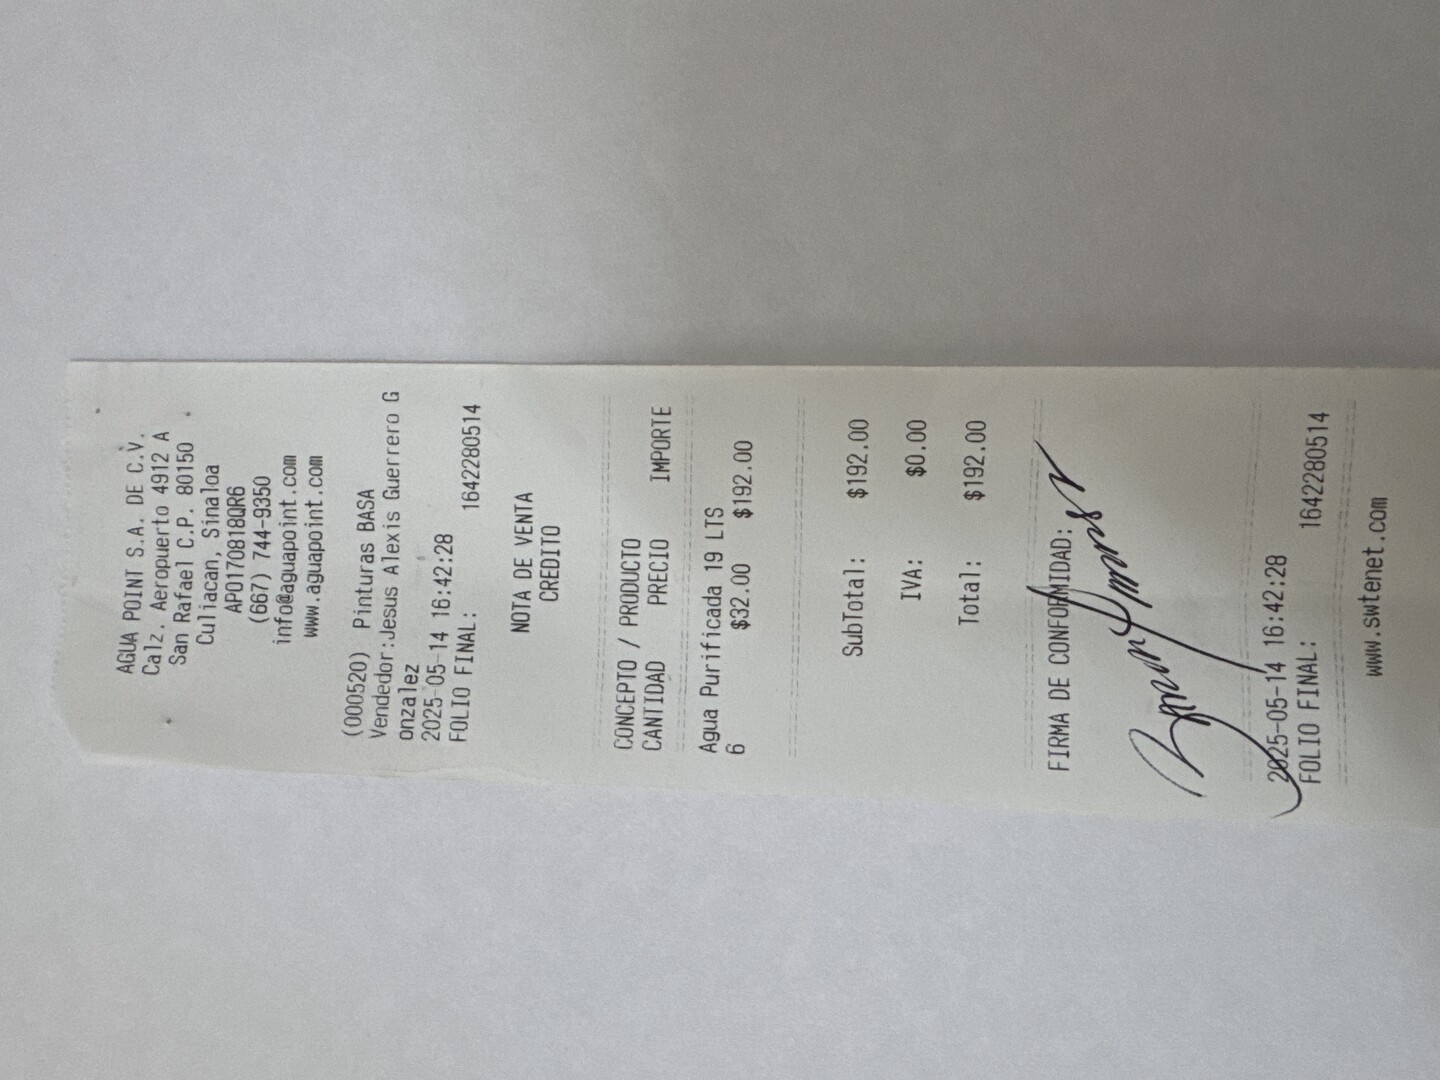 AGUA POINT S.A. DE C.V.
Calz. Aeropuerto 4912 A
San Rafael C.P. 80150
Culiacan, Sinaloa
APO170818QR6
(667) 744-9350
info@aguapoint.com
www.aguapoint.com
(000520) Pinturas BASA
Vendedor:Jesus Alexis Guerrero G
onzalez
2025-05-14 16:42:28
FOLIO FINAL: 1642280514
NOTA DE VENTA
CREDITO
CONCEPTO / PRODUCTO
CANTIDAD PRECIO IMPORTE
Agua Purificada 19 LTS
6 $32.00 $192.00
SubTotal: $192.00
IVA: $0.00
Total: $192.00
FIRMA DE CONFORMIDAD:
2025-05-14 16:42:28
FOLIO FINAL: 1642280514
www.swtenet.com